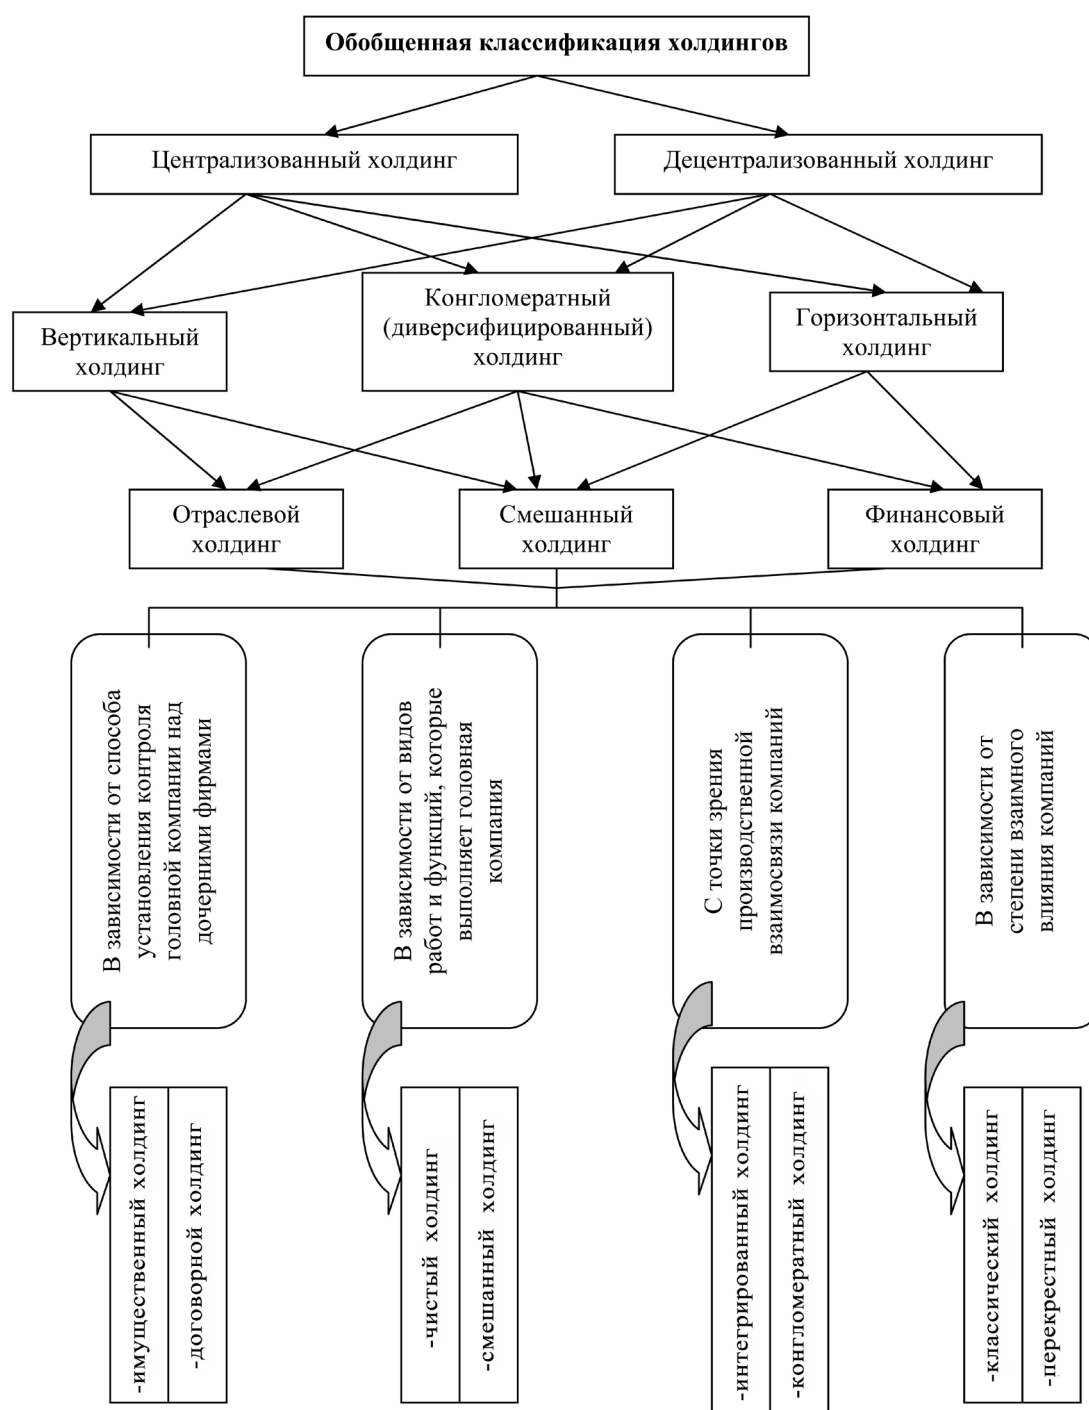 Обобщенная классификация холдингов
Централизованный холдинг
Децентрализованный холдинг
Вертикальный
холдинг
Конгломератный
(диверсифицированный)
холдинг
Горизонтальный
холдинг
Отраслевой
холдинг
Смешанный
холдинг
Финансовый
холдинг
В зависимости от способа
установления контроля
головной компании над
дочерними фирмами
В зависимости от видов
работ и функций, которые
выполняет головная
компания
С точки зрения
производственной
взаимосвязи компаний
В зависимости от
степени взаимного
влияния компаний
-имущественный холдинг
-договорной холдинг
-чистый холдинг
-смешанный холдинг
-интегрированный холдинг
-конгломератный холдинг
-классический холдинг
-перекрестный холдинг